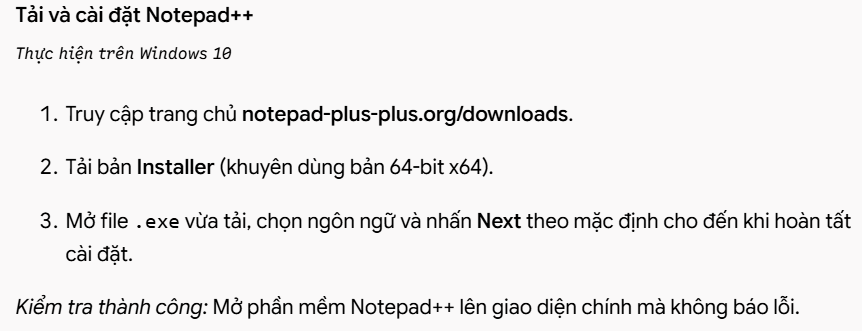 Tải và cài đặt Notepad++
Thực hiện trên Windows 10
1. Truy cập trang chủ notepad-plus-plus.org/downloads.
2. Tải bản Installer (khuyên dùng bản 64-bit x64).
3. Mở file .exe vừa tải, chọn ngôn ngữ và nhấn Next theo mặc định cho đến khi hoàn tất
cài đặt.
Kiểm tra thành công: Mở phần mềm Notepad++ lên giao diện chính mà không báo lỗi.